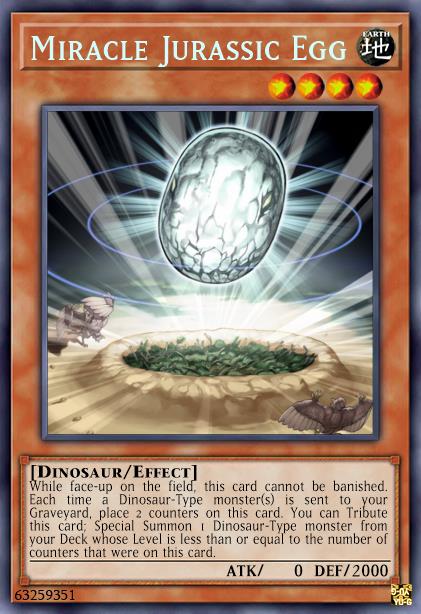 MIRACLE JURASSIC EGG
EARTH
地
[DINOSAUR/EFFECT]
While face-up on the field, this card cannot be banished.
Each time a Dinosaur-Type monster(s) is sent to your
Graveyard, place 2 counters on this card. You can Tribute
this card; Special Summon 1 Dinosaur-Type monster from
your Deck whose Level is less than or equal to the number of
counters that were on this card.
ATK/ 0 DEF/2000
63259351